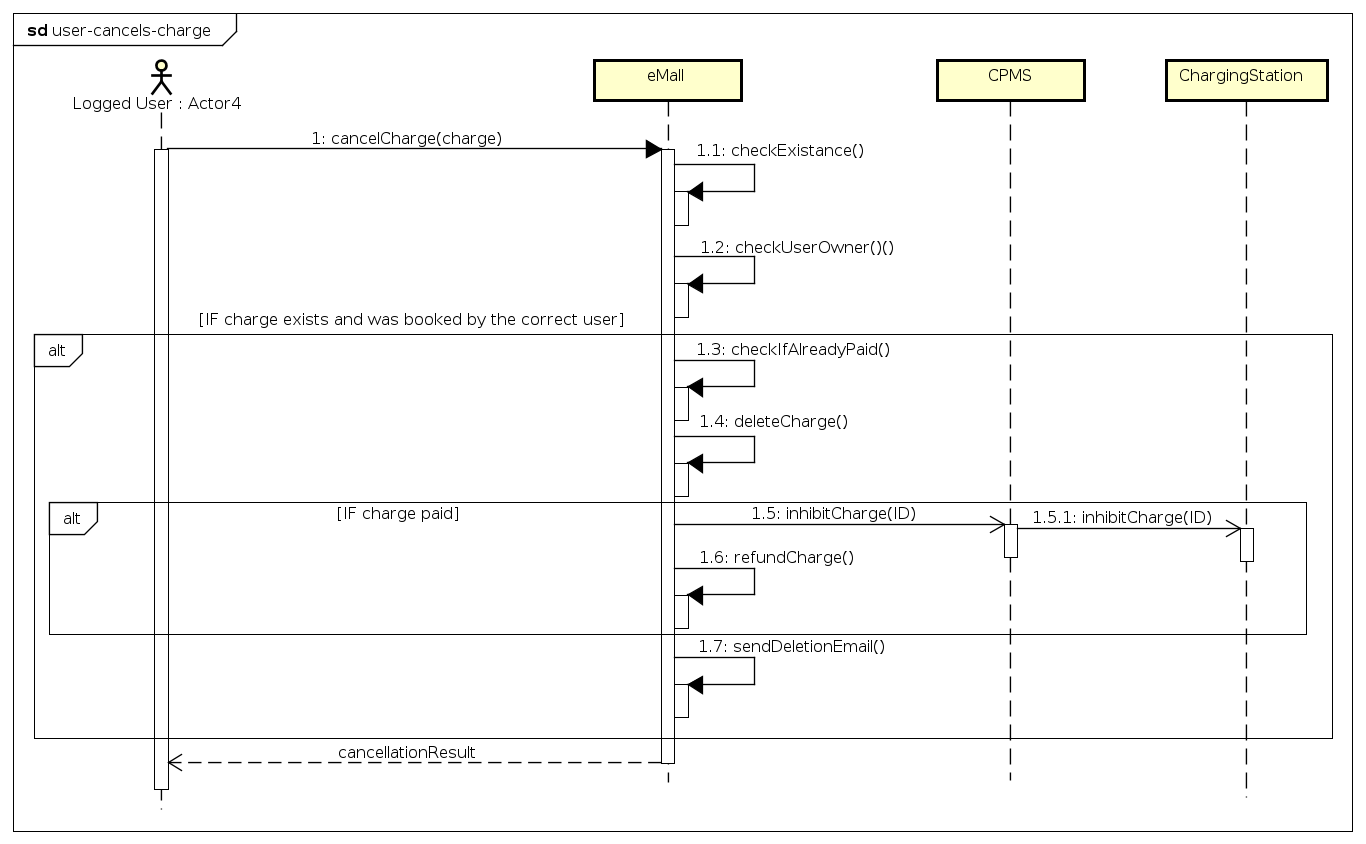 sd user-cancels-charge
Logged User : Actor4
eMall
CPMS
ChargingStation
1: cancelCharge(charge)
1.1: checkExistance()
1.2: checkUserOwner()()
[IF charge exists and was booked by the correct user]
alt
1.3: checkIfAlreadyPaid()
1.4: deleteCharge()
alt
[IF charge paid]
1.5: inhibitCharge(ID)
1.5.1: inhibitCharge(ID)
1.6: refundCharge()
1.7: sendDeletionEmail()
cancellationResult